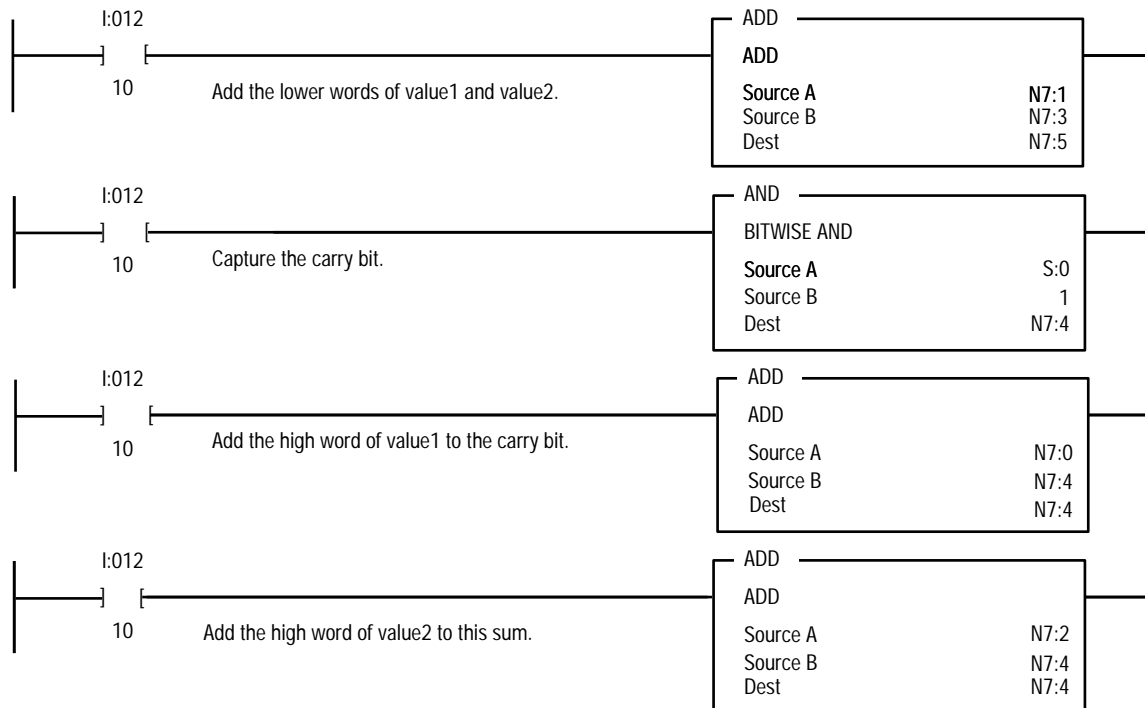 I:012
ADD
ADD
10
Add the lower words of value1 and value2.
Source A N7:1
Source B N7:3
Dest N7:5
I:012
AND
BITWISE AND
10
Capture the carry bit.
Source A S:0
Source B 1
Dest N7:4
I:012
ADD
ADD
10
Add the high word of value1 to the carry bit.
Source A N7:0
Source B N7:4
Dest N7:4
I:012
ADD
ADD
10
Add the high word of value2 to this sum.
Source A N7:2
Source B N7:4
Dest N7:4